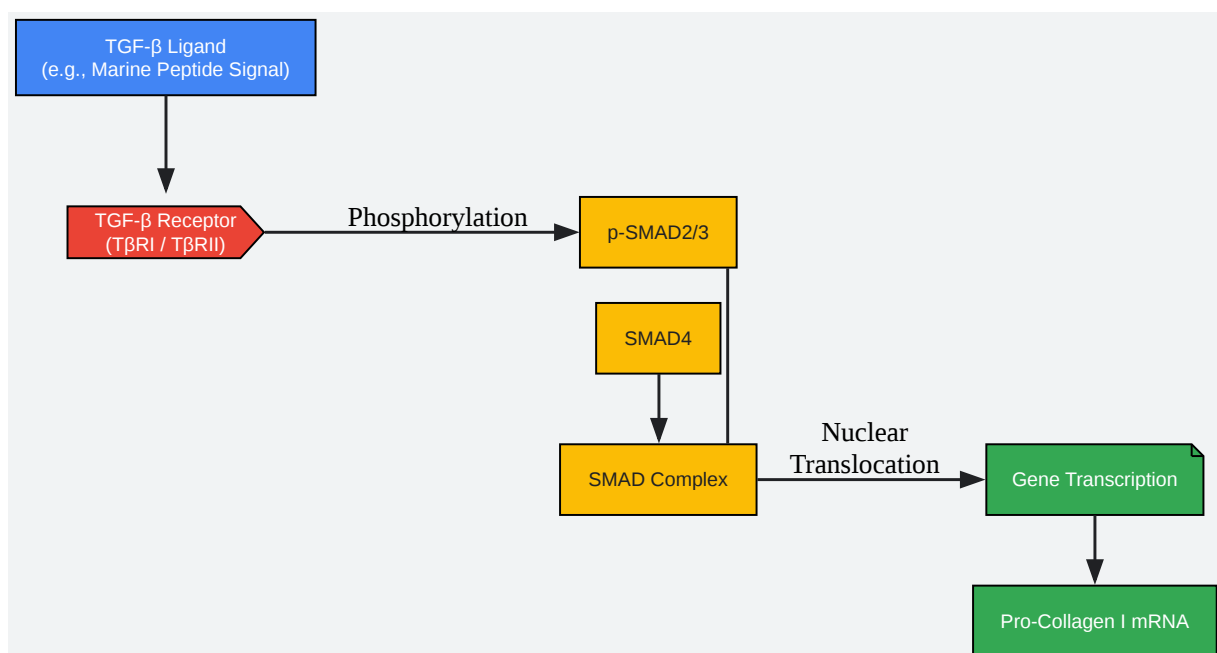 TGF-β Ligand
(e.g., Marine Peptide Signal)
TGF-β Receptor
(TβRI / TβRII)
Phosphorylation
p-SMAD2/3
SMAD4
SMAD Complex
Nuclear
Translocation
Gene Transcription
Pro-Collagen I mRNA